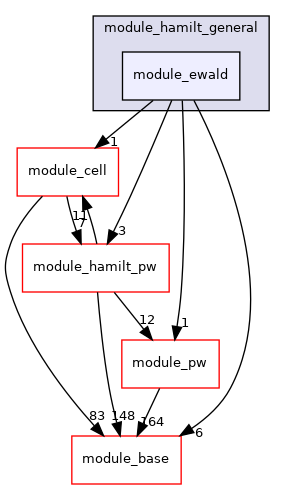 module_hamilt_general
module_ewald
1
module_cell
11
7
3
module_hamilt_pw
12
1
module_pw
83
148
164
6
module_base